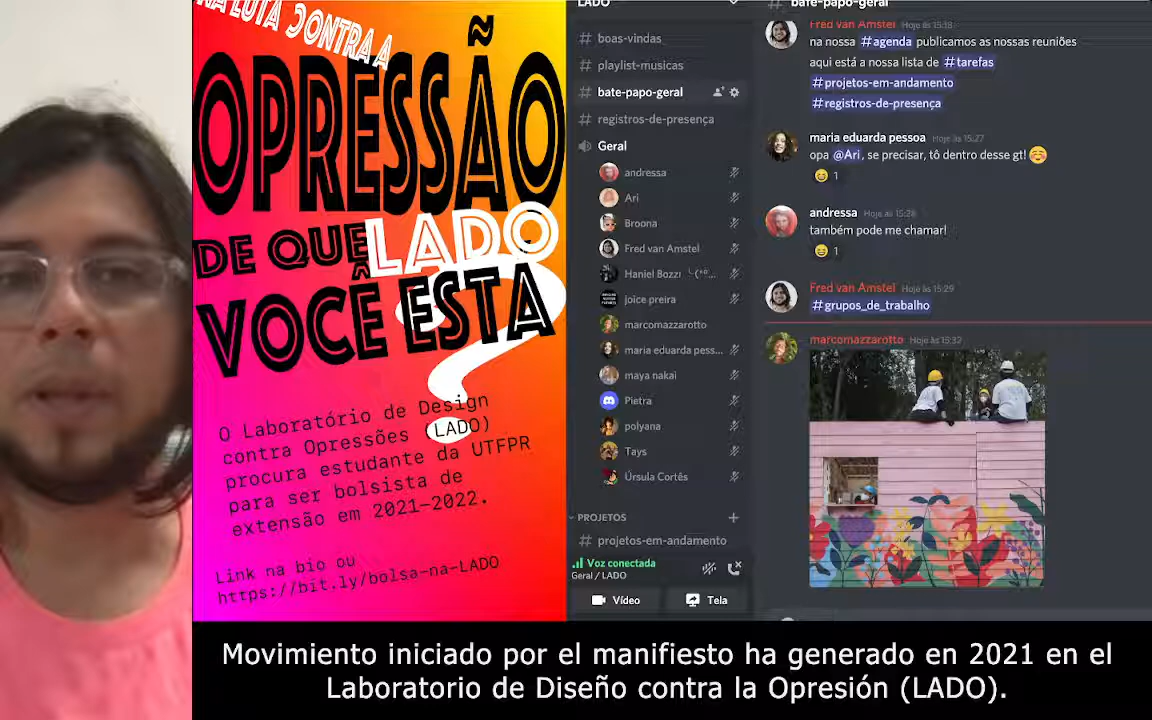 NA LUTA CONTRA A
OPRESSÃO
DE QUE LADO
VOCÊ ESTA
?
O Laboratório de Design
contra Opressões (LADO)
procura estudante da UTFPR
para ser bolsista de
extensão em 2021-2022.
Link na bio ou
https://bit.ly/bolsa-na-LADO
LADO
# boas-vindas
# playlist-musicas
# bate-papo-geral
# registros-de-presença
Geral
andressa
Ari
Broona
Fred van Amstel
Haniel Bozzi
joice preira
marcomazzarotto
maria eduarda pess...
maya nakai
Pietra
polyana
Tays
Úrsula Cortês
PROJETOS +
# projetos-em-andamento
Voz conectada
Geral / LADO
Vídeo Tela
# bate-papo-geral
Fred van Amstel Hoje às 15:18
na nossa #agenda publicamos as nossas reuniões
aqui está a nossa lista de #tarefas
#projetos-em-andamento
#registros-de-presença
maria eduarda pessoa Hoje às 15:27
opa @Ari, se precisar, tô dentro desse gt! 🥰
😄 1
andressa Hoje às 15:28
também pode me chamar!
😄 1
Fred van Amstel Hoje às 15:29
#grupos_de_trabalho
marcomazzarotto Hoje às 15:32
Movimiento iniciado por el manifiesto ha generado en 2021 en el
Laboratorio de Diseño contra la Opresión (LADO).